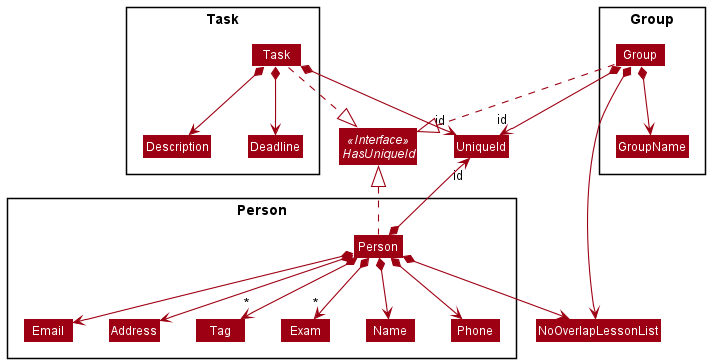 Task
Group
Task
Group
id
id
Description
Deadline
«Interface»
HasUniqueId
UniqueId
GroupName
id
Person
Person
*
*
Email
Address
Tag
Exam
Name
Phone
NoOverlapLessonList